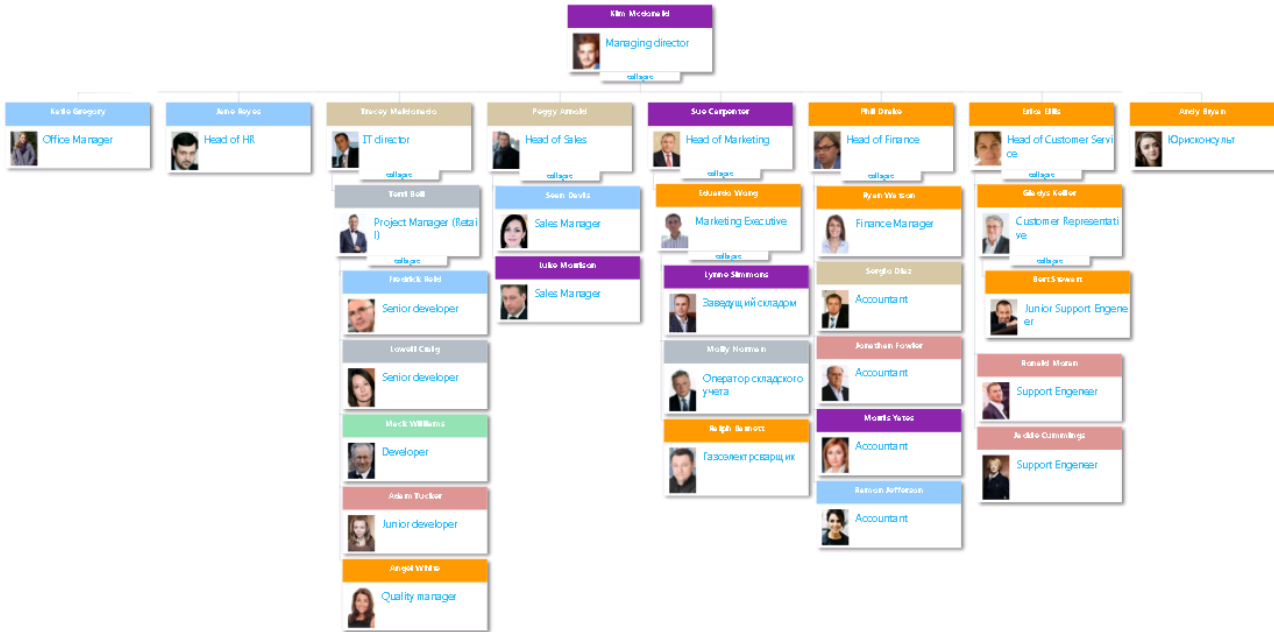 Kim Mcdonald
Managing director
collapse
Katie Gregory
Office Manager
Jane Reyes
Head of HR
Tracey Maldonado
IT director
collapse
Peggy Arnold
Head of Sales
collapse
Sue Carpenter
Head of Marketing
collapse
Phil Drake
Head of Finance
collapse
Erika Ellis
Head of Customer Servi
ce
collapse
Andy Bryan
Юрисконсульт
Terri Bell
Project Manager (Retai
l)
collapse
Fredrick Reid
Senior developer
Lowell Craig
Senior developer
Mack Williams
Developer
Adam Tucker
Junior developer
Angel White
Quality manager
Sean Davis
Sales Manager
Luke Morrison
Sales Manager
Eduardo Wong
Marketing Executive
collapse
Lynne Simmons
Заведущий складом
Molly Norman
Оператор складского
учета
Ralph Barnett
Газоэлектроварщик
Ryan Watson
Finance Manager
Sergio Diaz
Accountant
Jonathan Fowler
Accountant
Morris Yates
Accountant
Ramon Jefferson
Accountant
Gladys Keller
Customer Representati
ve
collapse
Bert Stewart
Junior Support Engene
er
Ronald Moran
Support Engeneer
Jackie Cummings
Support Engeneer